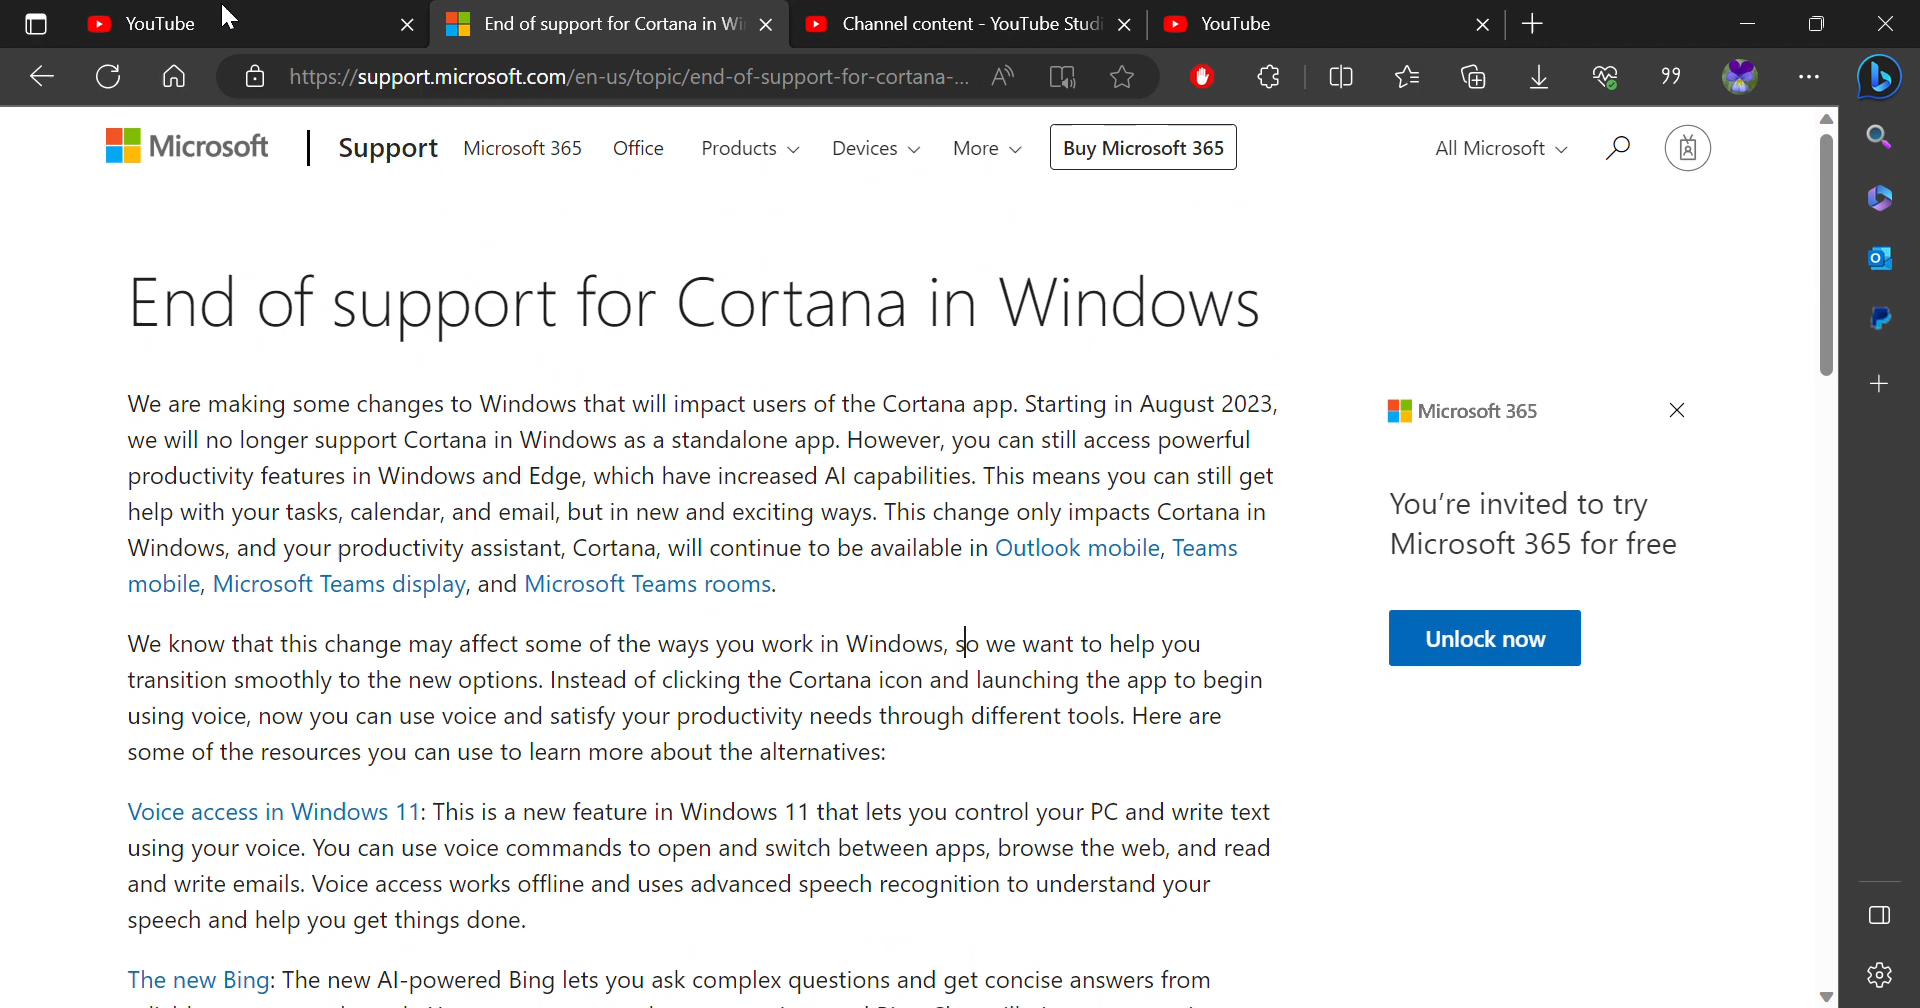 YouTube
End of support for Cortana in Wi
Channel content - YouTube Studi
YouTube
https://support.microsoft.com/en-us/topic/end-of-support-for-cortana-...
Microsoft
Support
Microsoft 365
Office
Products
Devices
More
Buy Microsoft 365
All Microsoft
End of support for Cortana in Windows
We are making some changes to Windows that will impact users of the Cortana app. Starting in August 2023,
we will no longer support Cortana in Windows as a standalone app. However, you can still access powerful
productivity features in Windows and Edge, which have increased AI capabilities. This means you can still get
help with your tasks, calendar, and email, but in new and exciting ways. This change only impacts Cortana in
Windows, and your productivity assistant, Cortana, will continue to be available in Outlook mobile, Teams
mobile, Microsoft Teams display, and Microsoft Teams rooms.
We know that this change may affect some of the ways you work in Windows, so we want to help you
transition smoothly to the new options. Instead of clicking the Cortana icon and launching the app to begin
using voice, now you can use voice and satisfy your productivity needs through different tools. Here are
some of the resources you can use to learn more about the alternatives:
Voice access in Windows 11: This is a new feature in Windows 11 that lets you control your PC and write text
using your voice. You can use voice commands to open and switch between apps, browse the web, and read
and write emails. Voice access works offline and uses advanced speech recognition to understand your
speech and help you get things done.
The new Bing: The new AI-powered Bing lets you ask complex questions and get concise answers from
Microsoft 365
You're invited to try
Microsoft 365 for free
Unlock now